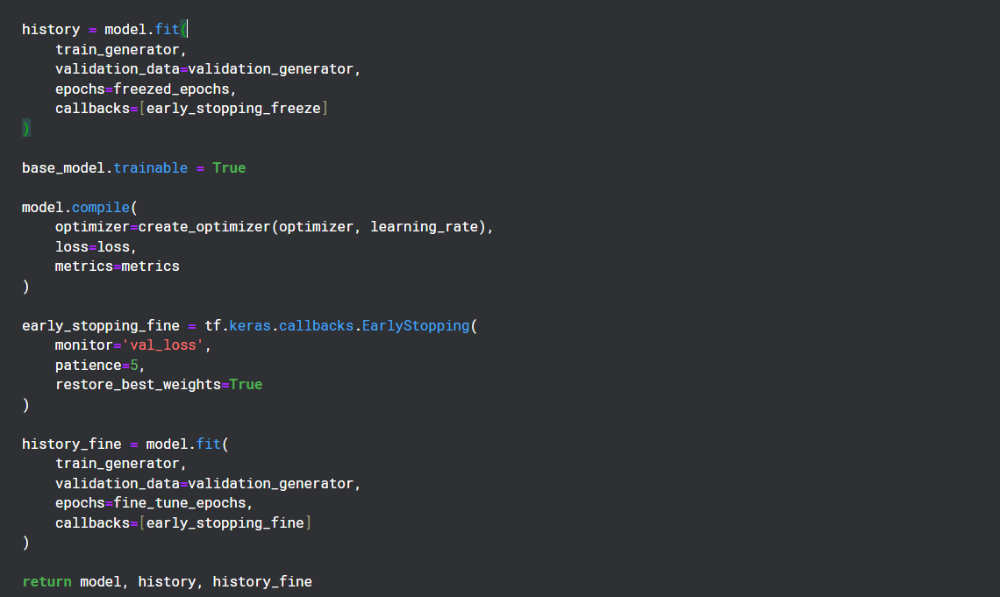 history = model.fit(
    train_generator,
    validation_data=validation_generator,
    epochs=freezed_epochs,
    callbacks=[early_stopping_freeze]
)
base_model.trainable = True
model.compile(
    optimizer=create_optimizer(optimizer, learning_rate),
    loss=loss,
    metrics=metrics
)
early_stopping_fine = tf.keras.callbacks.EarlyStopping(
    monitor='val_loss',
    patience=5,
    restore_best_weights=True
)
history_fine = model.fit(
    train_generator,
    validation_data=validation_generator,
    epochs=fine_tune_epochs,
    callbacks=[early_stopping_fine]
)
return model, history, history_fine